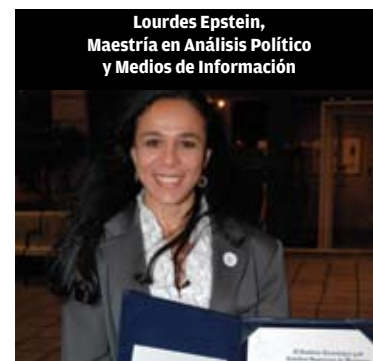 Lourdes Epstein,
Maestría en Análisis Político
y Medios de Información